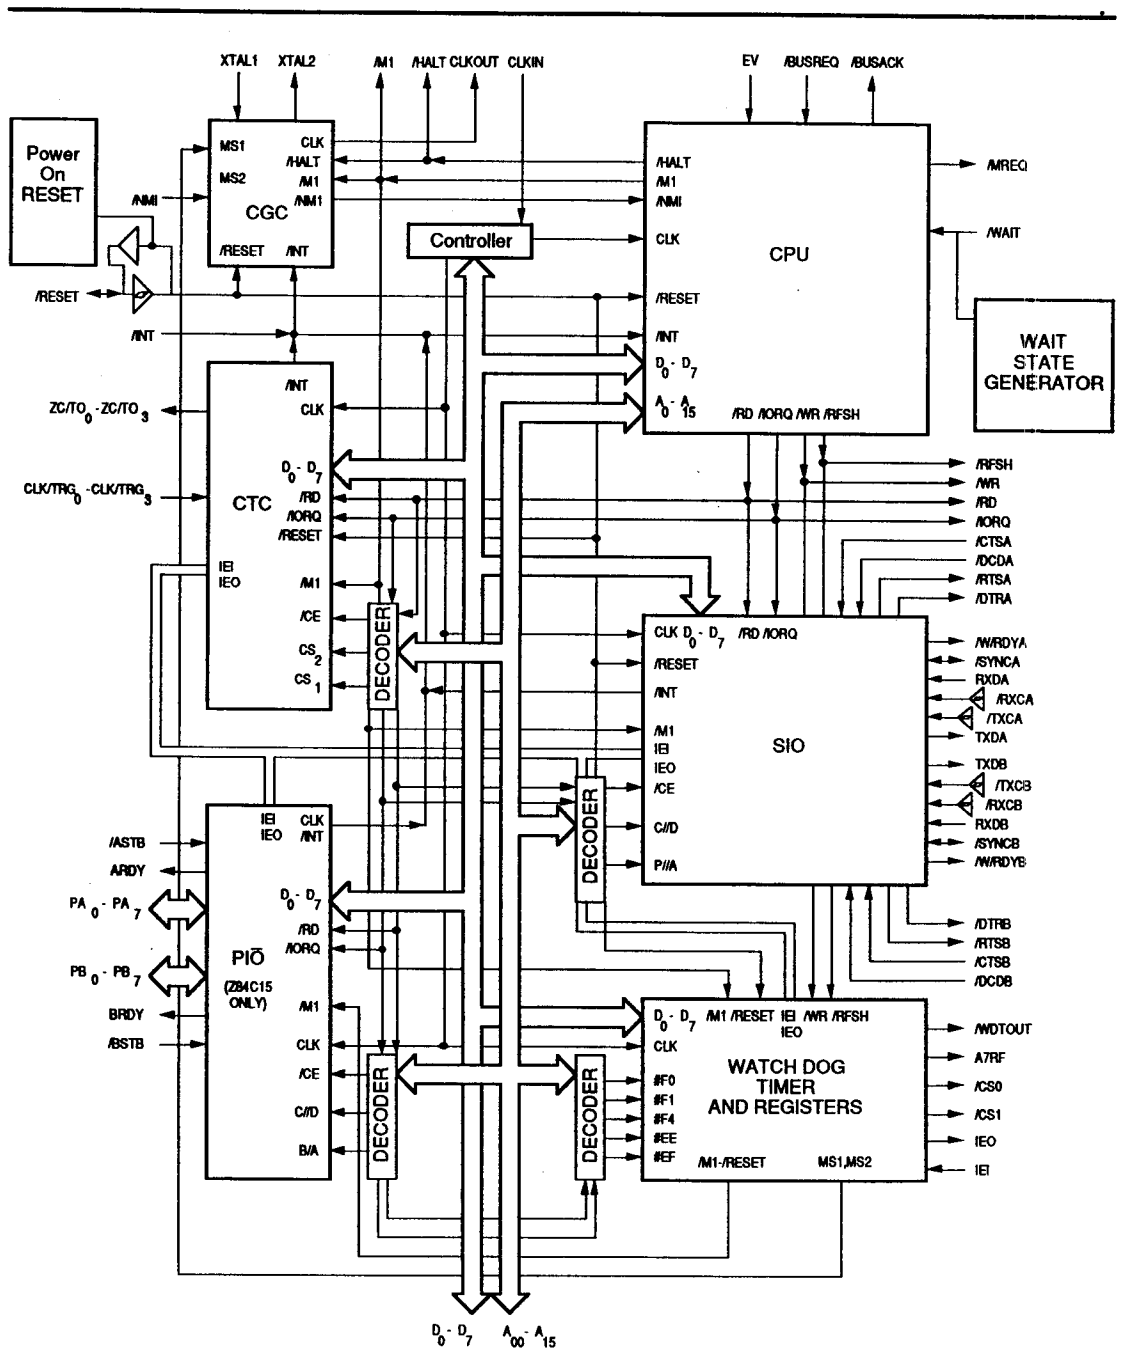 XTAL1 XTAL2 /M1 /HALT CLKOUT CLKIN EV /BUSREQ /BUSACK
Power
On
RESET
MS1
MS2
CLK
/HALT
/M1
/NM1
CGC
/RESET /INT
/NMI
/RESET
/INT
Controller
/HALT
/M1
/NMI
CLK
CPU
/RESET
/INT
D0 - D7
A0 - A15
/RD /IORQ /WR /RFSH
/MREQ
/WAIT
WAIT
STATE
GENERATOR
/INT
CLK
ZC/TO0 - ZC/TO3
CLK/TRG0 - CLK/TRG3
D0 - D7
CTC
/RD
/IORQ
/RESET
IEI
IEO
/M1
/CE
CS2
CS1
DECODER
/RFSH
/WR
/RD
/IORQ
/CTSA
/DCDA
/RTSA
/DTRA
CLK D0 - D7 /RD /IORQ
/RESET
/INT
/M1
IEI
IEO
/CE
C//D
P//A
SIO
DECODER
/W/RDYA
/SYNCA
RXDA
/RXCA
/TXCA
TXDA
TXDB
/TXCB
/RXCB
RXDB
/SYNCB
/W/RDYB
IEI CLK
IEO /INT
/ASTB
ARDY
PA0 - PA7
PB0 - PB7
BRDY
/BSTB
D0 - D7
/RD
/IORQ
PIO
(Z84C15
ONLY)
/M1
CLK
/CE
C//D
B/A
DECODER
/DTRB
/RTSB
/CTSB
/DCDB
D0 - D7 /M1 /RESET IEI /WR /RFSH
IEO
CLK
WATCH DOG
TIMER
AND REGISTERS
DECODER
#F0
#F1
#F4
#EE
#EF
/M1-/RESET MS1,MS2
/WDTOUT
A7RF
/CS0
/CS1
IEO
IEI
D0 - D7 A00 - A15